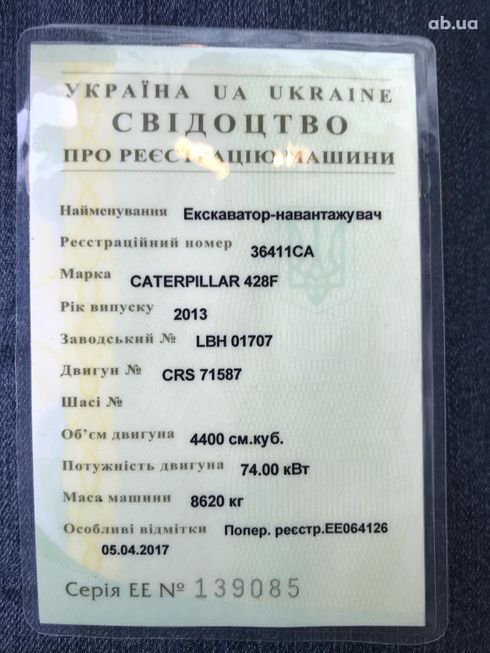 ab.ua
УКРАЇНА UA UKRAINE
СВІДОЦТВО
ПРО РЕЄСТРАЦІЮ МАШИНИ
Найменування Екскаватор-навантажувач
Реєстраційний номер 36411СА
Марка CATERPILLAR 428F
Рік випуску 2013
Заводський № LBH 01707
Двигун № CRS 71587
Шасі №
Об'єм двигуна 4400 см.куб.
Потужність двигуна 74.00 кВт
Маса машини 8620 кг
Особливі відмітки Попер. реєстр.ЕЕ064126
05.04.2017
Серія ЕЕ № 139085